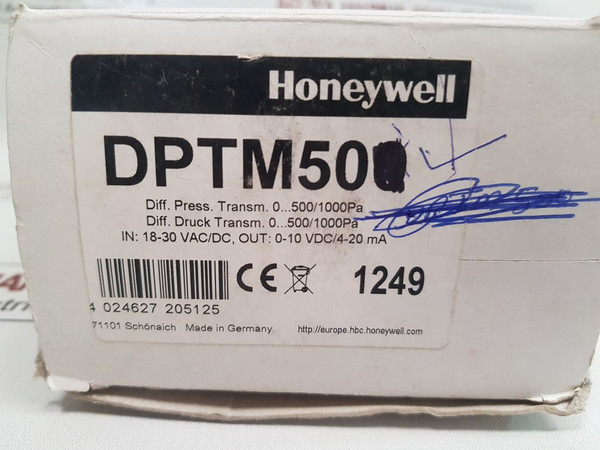 Honeywell
DPTM50
Diff. Press. Transm. 0...500/1000Pa
Diff. Druck Transm. 0...500/1000Pa
IN: 18-30 VAC/DC, OUT: 0-10 VDC/4-20 mA
CE 1249
4 024627 205125
71101 Schönaich Made in Germany http://europe.hbc.honeywell.com